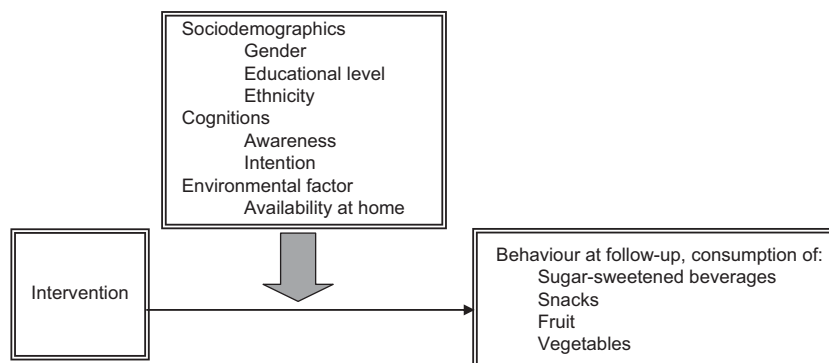 Sociodemographics
Gender
Educational level
Ethnicity
Cognitions
Awareness
Intention
Environmental factor
Availability at home
Intervention
Behaviour at follow-up, consumption of:
Sugar-sweetened beverages
Snacks
Fruit
Vegetables